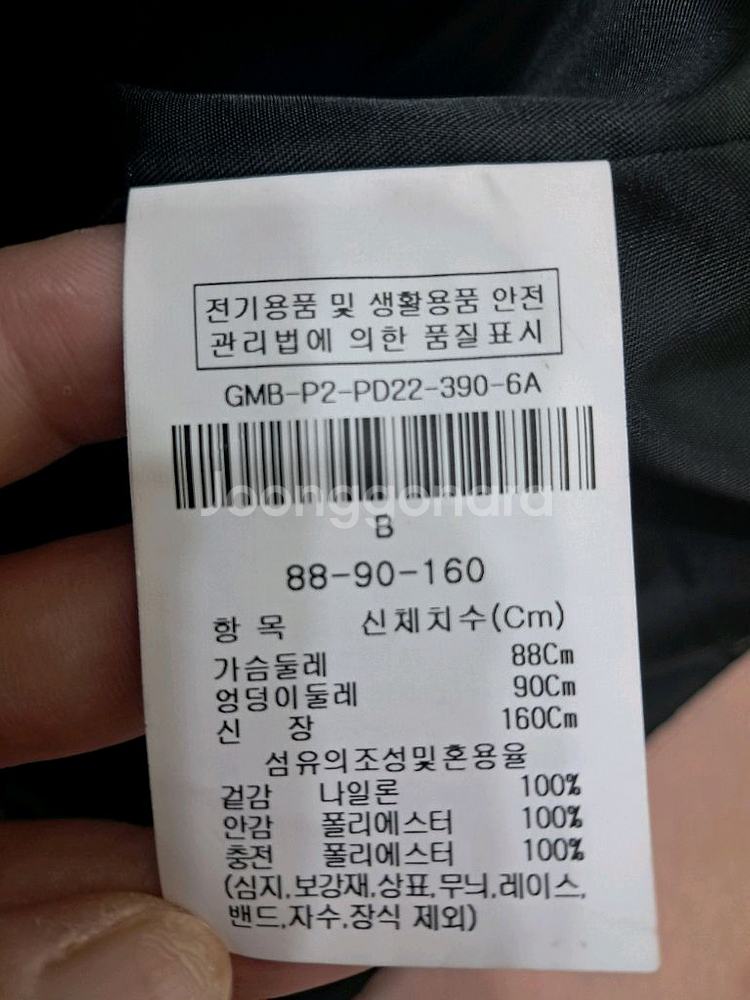 전기용품 및 생활용품 안전
관리법에 의한 품질표시
GMB-P2-PD22-390-6A
Joonggonara
B
88-90-160
항 목 신체치수(Cm)
가슴둘레 88Cm
엉덩이둘레 90Cm
신 장 160Cm
섬유의조성및혼용율
겉감 나일론 100%
안감 폴리에스터 100%
충전 폴리에스터 100%
(심지,보강재,상표,무늬,레이스,
밴드,자수,장식 제외)